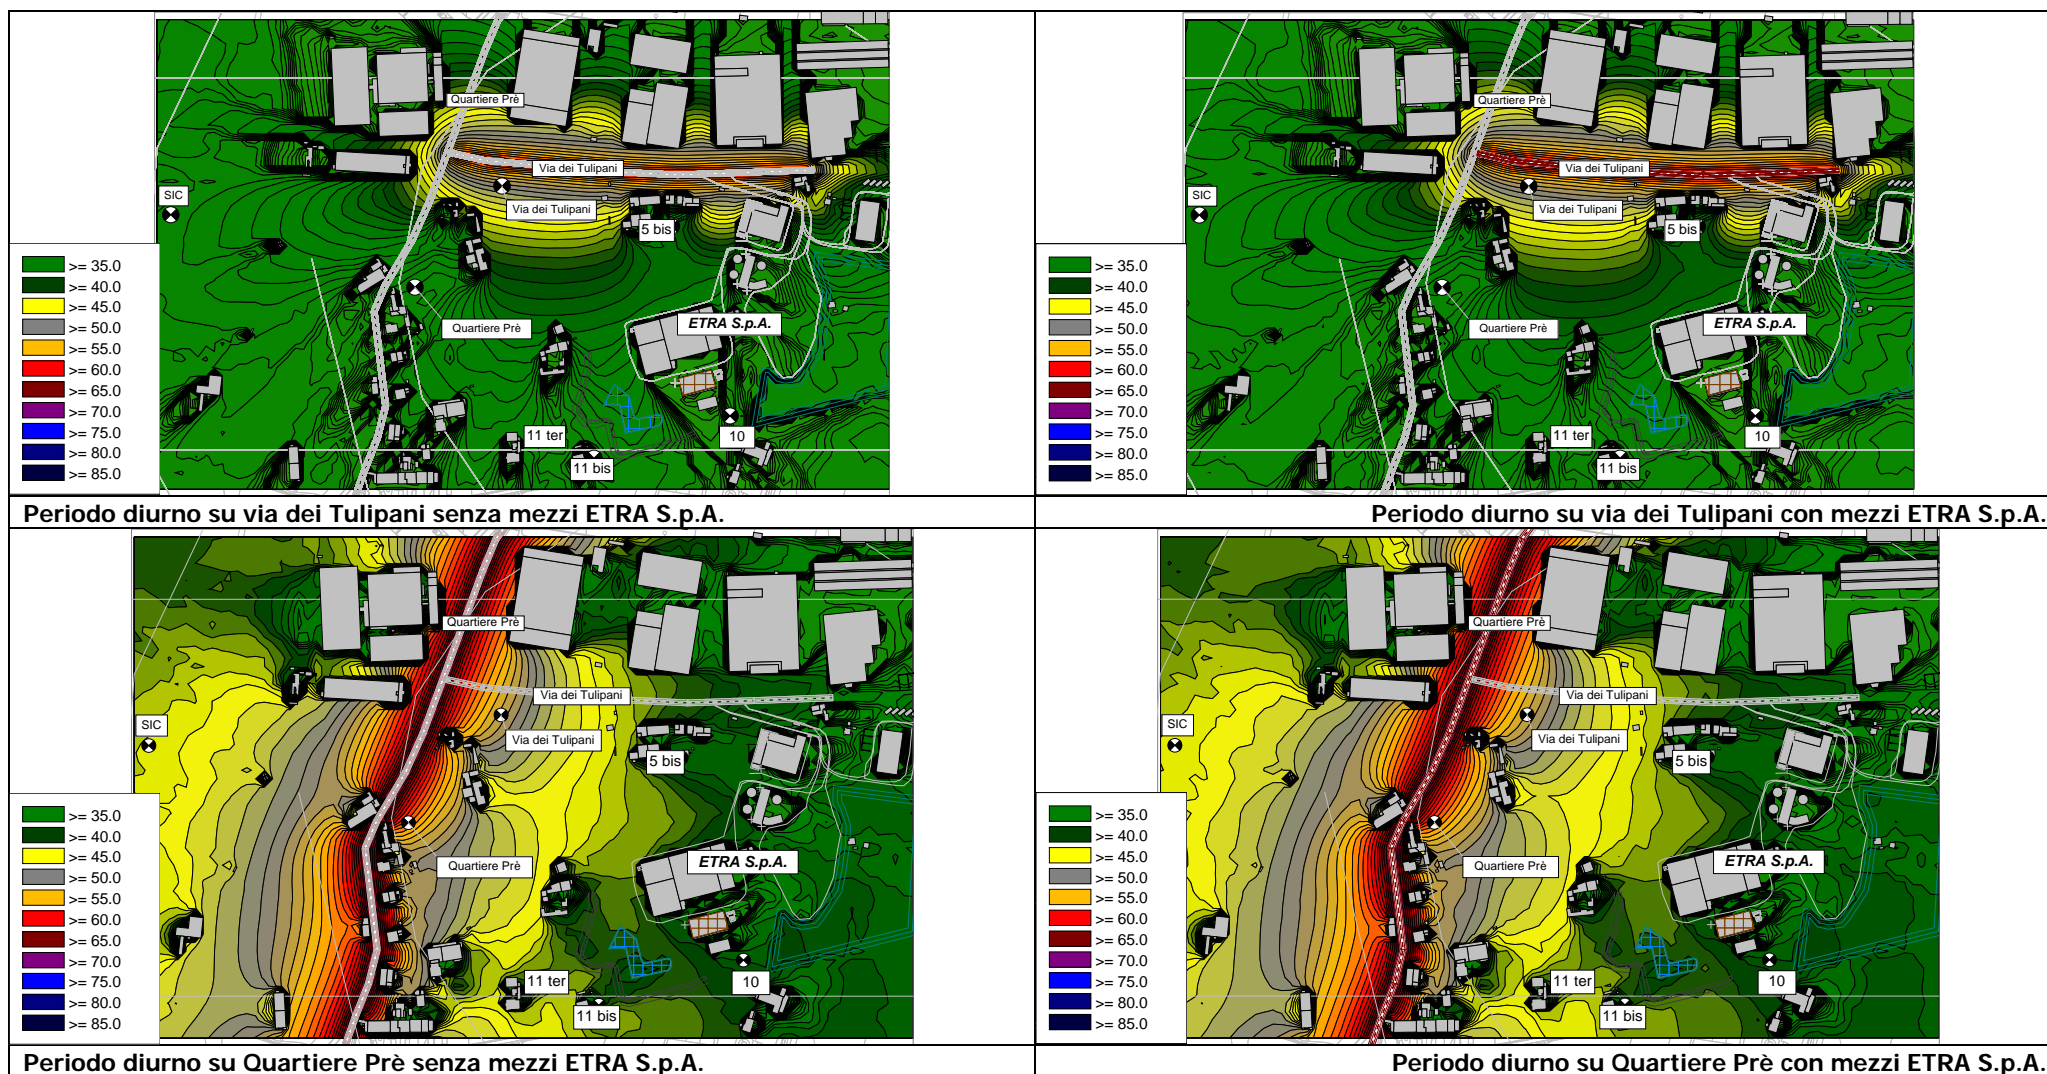 Quartiere Prè
Via dei Tulipani
SIC
Via dei Tulipani
5 bis
Quartiere Prè
ETRA S.p.A.
11 ter
10
11 bis
>= 35.0
>= 40.0
>= 45.0
>= 50.0
>= 55.0
>= 60.0
>= 65.0
>= 70.0
>= 75.0
>= 80.0
>= 85.0
Periodo diurno su via dei Tulipani senza mezzi ETRA S.p.A.
Quartiere Prè
Via dei Tulipani
SIC
Via dei Tulipani
5 bis
Quartiere Prè
ETRA S.p.A.
11 ter
10
11 bis
>= 35.0
>= 40.0
>= 45.0
>= 50.0
>= 55.0
>= 60.0
>= 65.0
>= 70.0
>= 75.0
>= 80.0
>= 85.0
Periodo diurno su via dei Tulipani con mezzi ETRA S.p.A.
Quartiere Prè
Via dei Tulipani
SIC
Via dei Tulipani
5 bis
Quartiere Prè
ETRA S.p.A.
11 ter
10
11 bis
>= 35.0
>= 40.0
>= 45.0
>= 50.0
>= 55.0
>= 60.0
>= 65.0
>= 70.0
>= 75.0
>= 80.0
>= 85.0
Periodo diurno su Quartiere Prè senza mezzi ETRA S.p.A.
Quartiere Prè
Via dei Tulipani
SIC
Via dei Tulipani
5 bis
Quartiere Prè
ETRA S.p.A.
11 ter
10
11 bis
>= 35.0
>= 40.0
>= 45.0
>= 50.0
>= 55.0
>= 60.0
>= 65.0
>= 70.0
>= 75.0
>= 80.0
>= 85.0
Periodo diurno su Quartiere Prè con mezzi ETRA S.p.A.